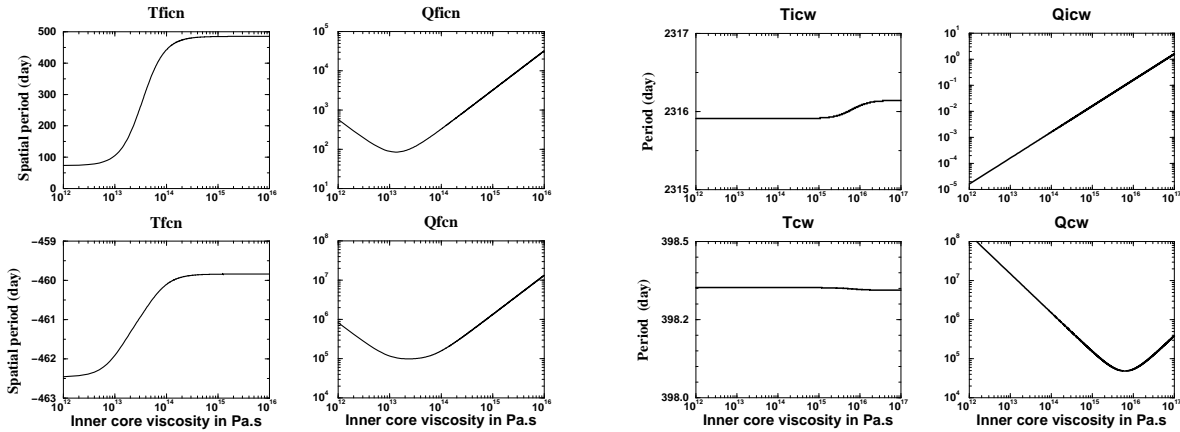 Tficn
Qficn
Ticw
Qicw
Spatial period (day)
500
400
300
200
100
0
10^12 10^13 10^14 10^15 10^16
10^5
10^4
10^3
10^2
10^1
10^12 10^13 10^14 10^15 10^16
Period (day)
2317
2316
2315
10^12 10^13 10^14 10^15 10^16 10^17
10^1
10^0
10^−1
10^−2
10^−3
10^−4
10^−5
10^12 10^13 10^14 10^15 10^16 10^17
Tfcn
Qfcn
Tcw
Qcw
Spatial period (day)
−459
−460
−461
−462
−463
10^12 10^13 10^14 10^15 10^16
Inner core viscosity in Pa.s
10^8
10^7
10^6
10^5
10^4
10^3
10^2
10^12 10^13 10^14 10^15 10^16
Inner core viscosity in Pa.s
Period (day)
398.5
398.2
398.0
10^12 10^13 10^14 10^15 10^16 10^17
Inner core viscosity in Pa.s
10^8
10^7
10^6
10^5
10^4
10^12 10^13 10^14 10^15 10^16 10^17
Inner core viscosity in Pa.s